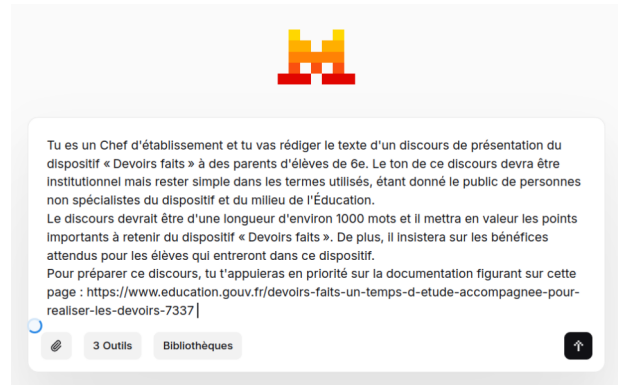 Tu es un Chef d'établissement et tu vas rédiger le texte d'un discours de présentation du
dispositif « Devoirs faits » à des parents d'élèves de 6e. Le ton de ce discours devra être
institutionnel mais rester simple dans les termes utilisés, étant donné le public de personnes
non spécialistes du dispositif et du milieu de l'Éducation.
Le discours devrait être d'une longueur d'environ 1000 mots et il mettra en valeur les points
importants à retenir du dispositif « Devoirs faits ». De plus, il insistera sur les bénéfices
attendus pour les élèves qui entreront dans ce dispositif.
Pour préparer ce discours, tu t'appuieras en priorité sur la documentation figurant sur cette
page : https://www.education.gouv.fr/devoirs-faits-un-temps-d-etude-accompagnee-pour-
realiser-les-devoirs-7337
3 Outils
Bibliothèques